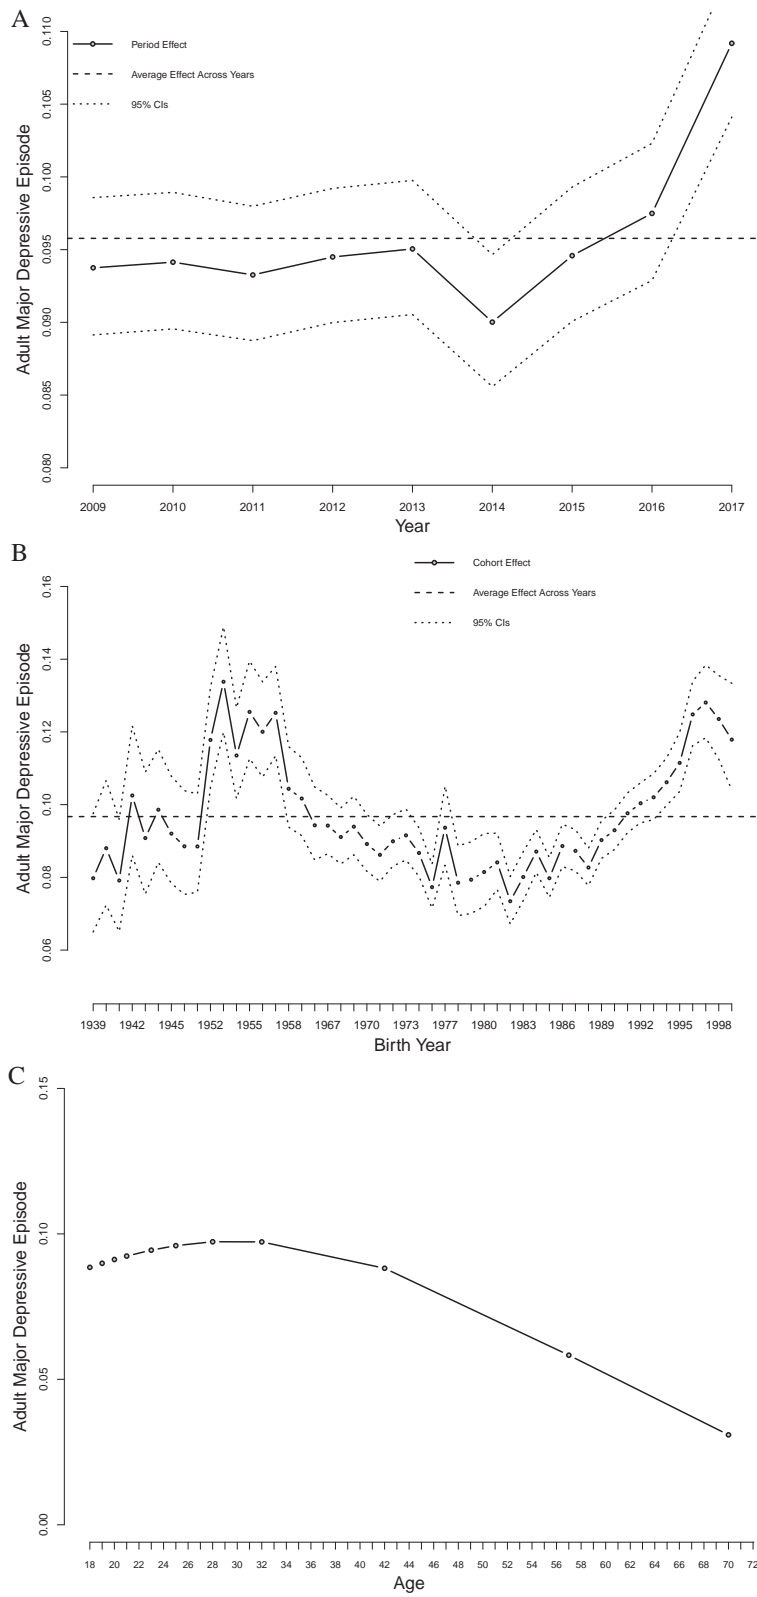 A
Adult Major Depressive Episode
0.110
0.105
0.100
0.095
0.090
0.085
0.080
Period Effect
Average Effect Across Years
95% CIs
2009 2010 2011 2012 2013 2014 2015 2016 2017
Year
B
Adult Major Depressive Episode
0.16
0.14
0.12
0.10
0.08
0.06
Cohort Effect
Average Effect Across Years
95% CIs
1939 1942 1945 1952 1955 1958 1967 1970 1973 1977 1980 1983 1986 1989 1992 1995 1998
Birth Year
C
Adult Major Depressive Episode
0.15
0.10
0.05
0.00
18 20 22 24 26 28 30 32 34 36 38 40 42 44 46 48 50 52 54 56 58 60 62 64 66 68 70 72
Age